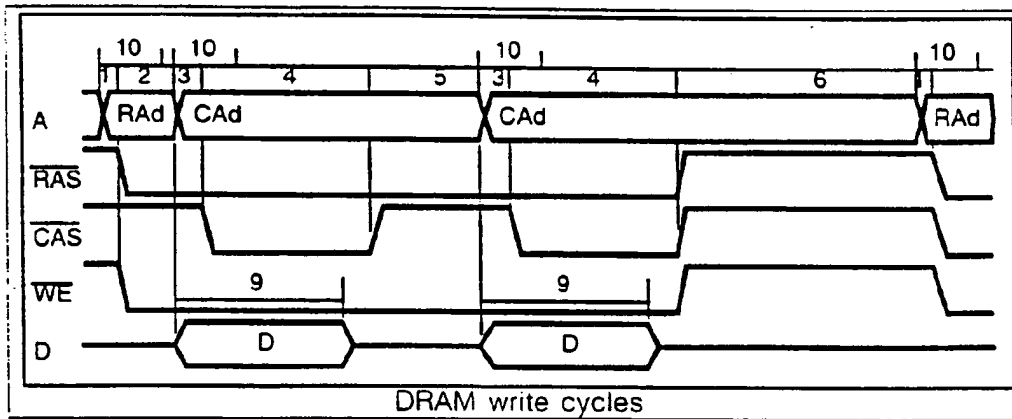 10 10 10 10
1 2 3 4 5 3 4 6
A RAd CAd CAd RAd
RAS
CAS
WE
9 9
D D D
DRAM write cycles